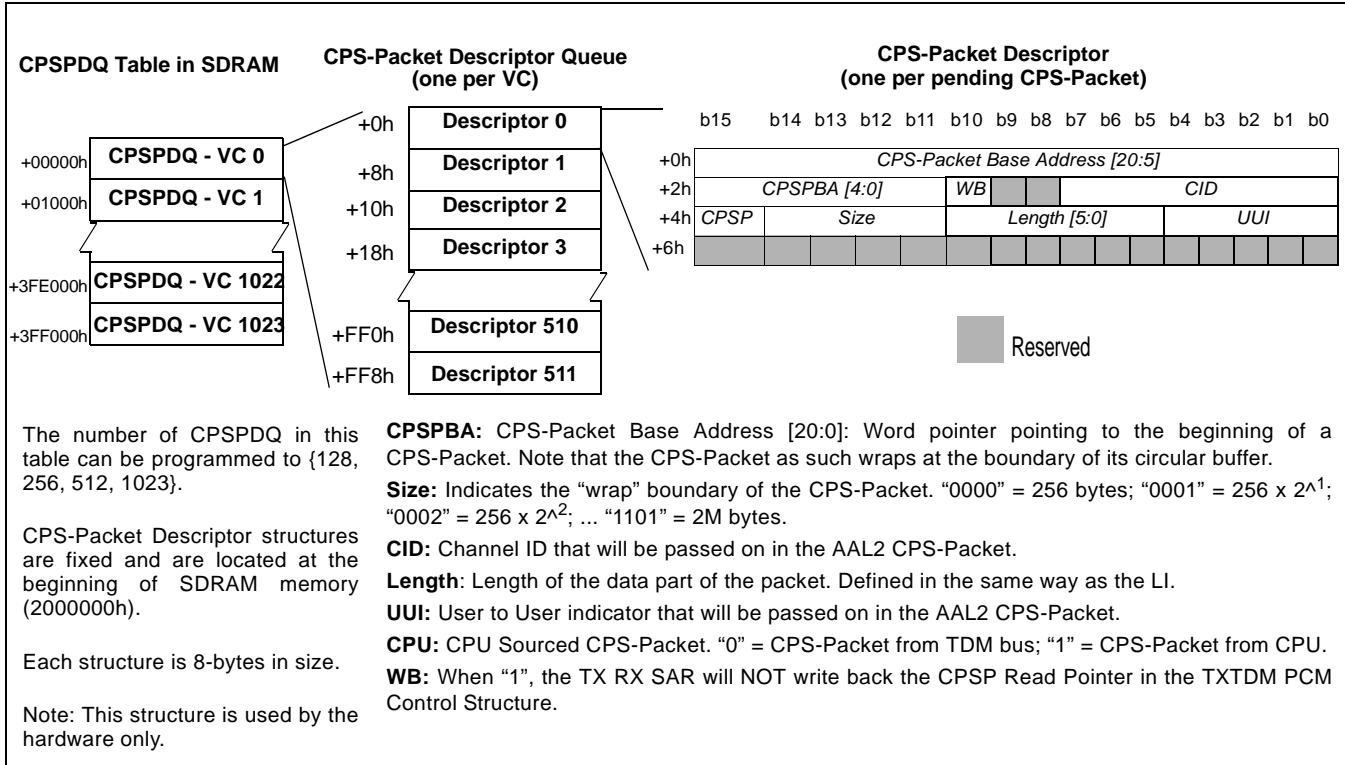 CPSPDQ Table in SDRAM
+00000h CPSPDQ - VC 0
+01000h CPSPDQ - VC 1
+3FE000h CPSPDQ - VC 1022
+3FF000h CPSPDQ - VC 1023
CPS-Packet Descriptor Queue
(one per VC)
+0h Descriptor 0
+8h Descriptor 1
+10h Descriptor 2
+18h Descriptor 3
+FF0h Descriptor 510
+FF8h Descriptor 511
CPS-Packet Descriptor
(one per pending CPS-Packet)
b15 b14 b13 b12 b11 b10 b9 b8 b7 b6 b5 b4 b3 b2 b1 b0
+0h CPS-Packet Base Address [20:5]
+2h CPSPBA [4:0] WB CID
+4h CPSP Size Length [5:0] UUI
+6h
Reserved
The number of CPSPDQ in this
table can be programmed to {128,
256, 512, 1023}.
CPS-Packet Descriptor structures
are fixed and are located at the
beginning of SDRAM memory
(2000000h).
Each structure is 8-bytes in size.
Note: This structure is used by the
hardware only.
CPSPBA: CPS-Packet Base Address [20:0]: Word pointer pointing to the beginning of a
CPS-Packet. Note that the CPS-Packet as such wraps at the boundary of its circular buffer.
Size: Indicates the “wrap” boundary of the CPS-Packet. “0000” = 256 bytes; “0001” = 256 x 2^1;
“0002” = 256 x 2^2; ... “1101” = 2M bytes.
CID: Channel ID that will be passed on in the AAL2 CPS-Packet.
Length: Length of the data part of the packet. Defined in the same way as the LI.
UUI: User to User indicator that will be passed on in the AAL2 CPS-Packet.
CPU: CPU Sourced CPS-Packet. “0” = CPS-Packet from TDM bus; “1” = CPS-Packet from CPU.
WB: When “1”, the TX RX SAR will NOT write back the CPSP Read Pointer in the TXTDM PCM
Control Structure.